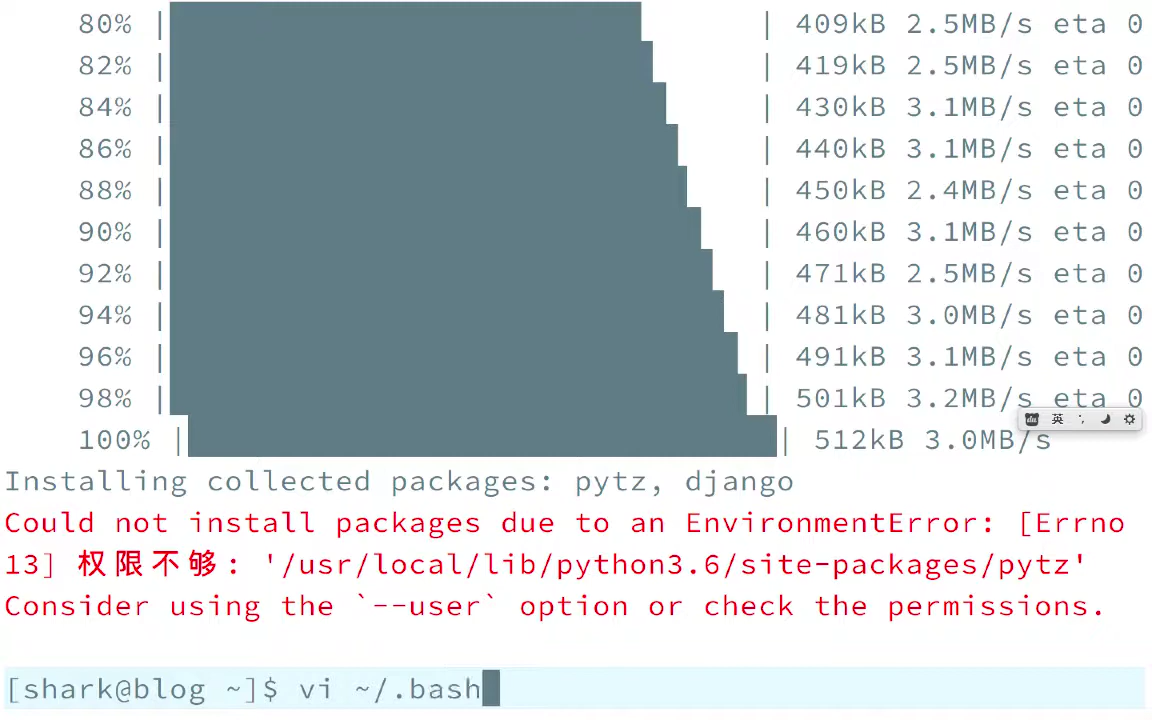 80% | | 409kB 2.5MB/s eta 0
82% | | 419kB 2.5MB/s eta 0
84% | | 430kB 3.1MB/s eta 0
86% | | 440kB 3.1MB/s eta 0
88% | | 450kB 2.4MB/s eta 0
90% | | 460kB 3.1MB/s eta 0
92% | | 471kB 2.5MB/s eta 0
94% | | 481kB 3.0MB/s eta 0
96% | | 491kB 3.1MB/s eta 0
98% | | 501kB 3.2MB/s eta 0
英
100% | | 512kB 3.0MB/s
Installing collected packages: pytz, django
Could not install packages due to an EnvironmentError: [Errno
13] 权限不够: '/usr/local/lib/python3.6/site-packages/pytz'
Consider using the `--user` option or check the permissions.
[shark@blog ~]$ vi ~/.bash